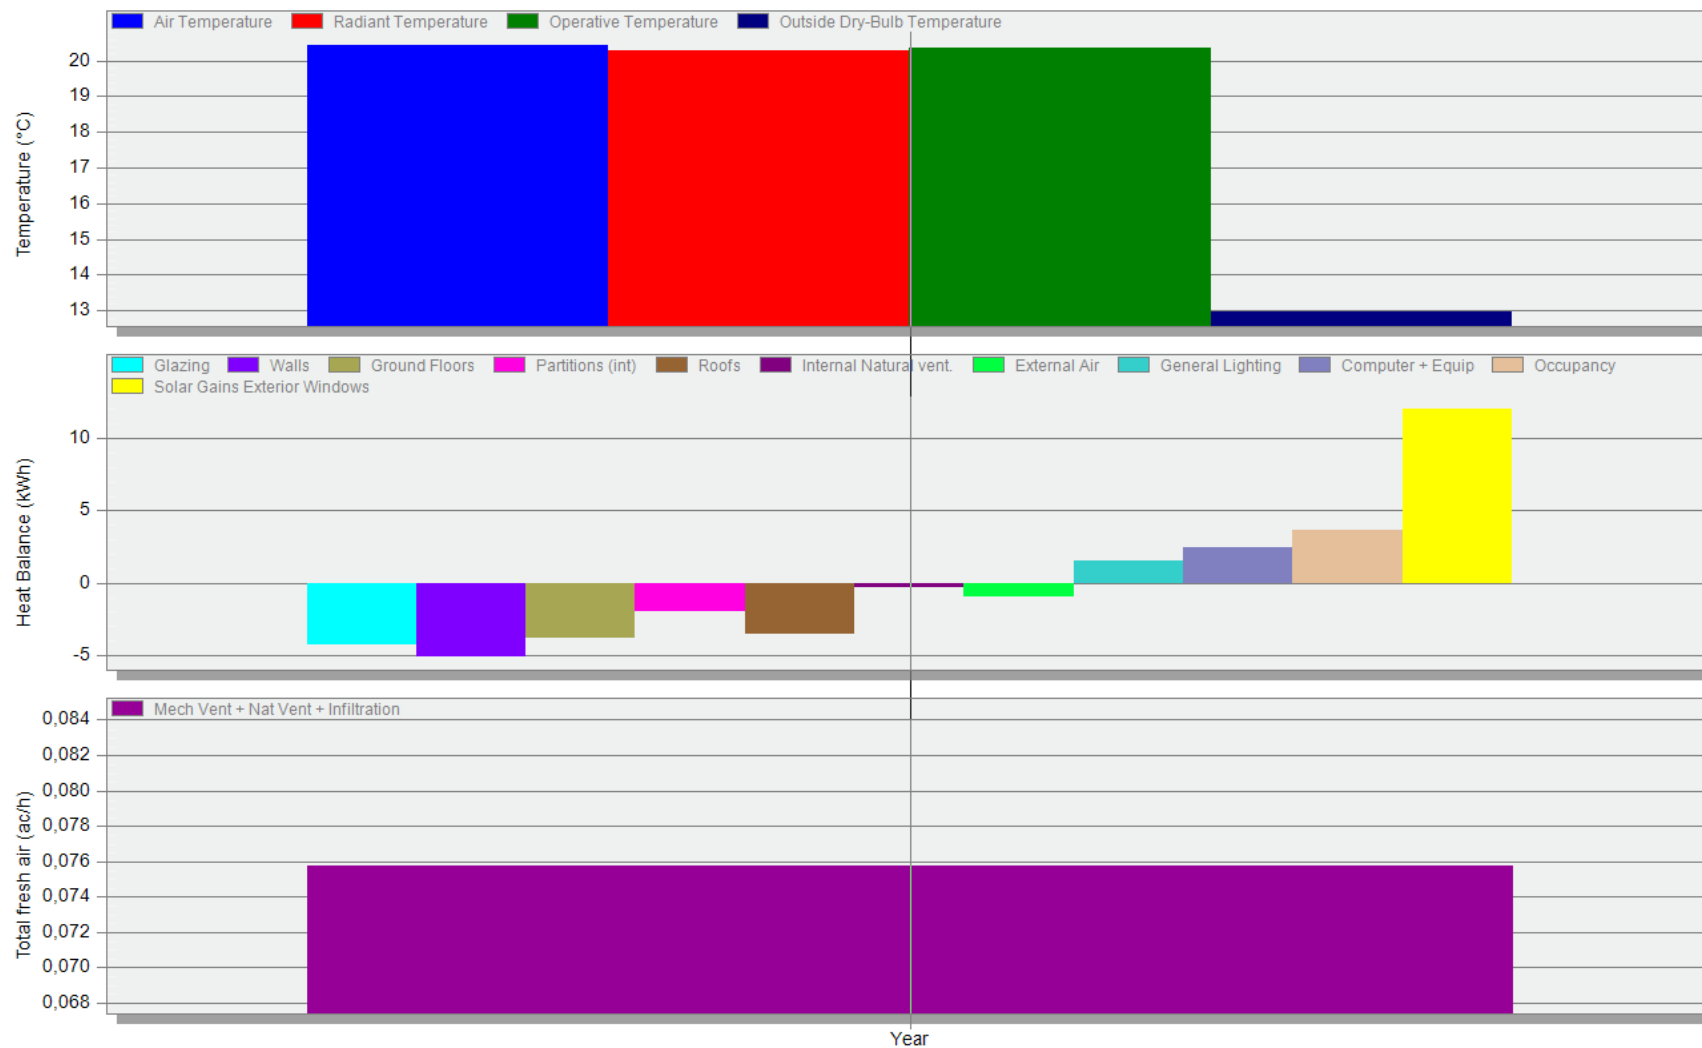 Air Temperature Radiant Temperature Operative Temperature Outside Dry-Bulb Temperature
Temperature (°C)
20
19
18
17
16
15
14
13
Glazing Walls Ground Floors Partitions (int) Roofs Internal Natural vent. External Air General Lighting Computer + Equip Occupancy
Solar Gains Exterior Windows
Heat Balance (kWh)
10
5
0
-5
Mech Vent + Nat Vent + Infiltration
Total fresh air (ac/h)
0,084
0,082
0,080
0,078
0,076
0,074
0,072
0,070
0,068
Year